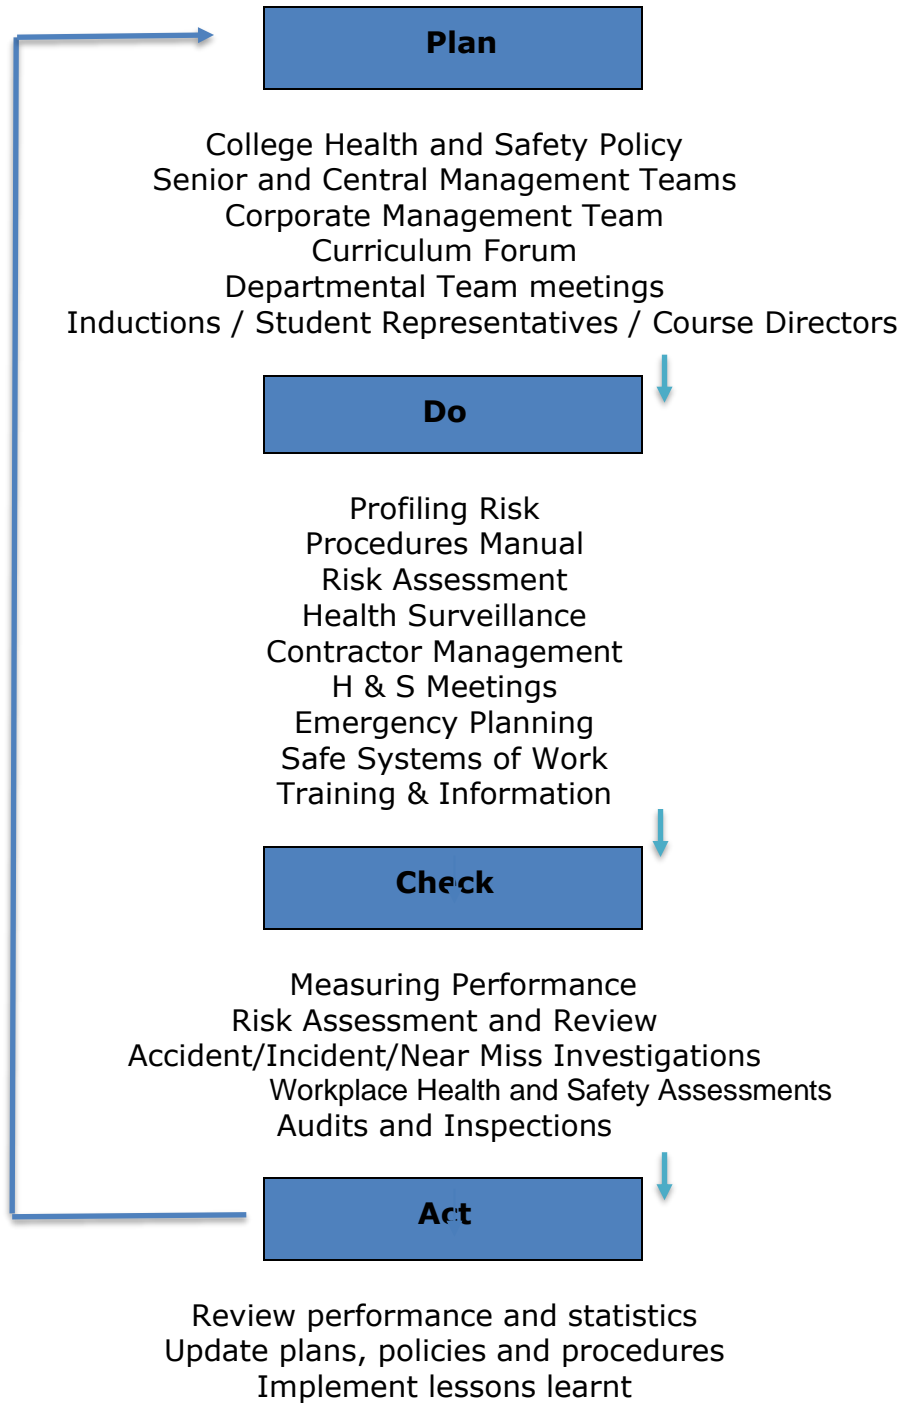 Plan
College Health and Safety Policy
Senior and Central Management Teams
Corporate Management Team
Curriculum Forum
Departmental Team meetings
Inductions / Student Representatives / Course Directors
Do
Profiling Risk
Procedures Manual
Risk Assessment
Health Surveillance
Contractor Management
H & S Meetings
Emergency Planning
Safe Systems of Work
Training & Information
Check
Measuring Performance
Risk Assessment and Review
Accident/Incident/Near Miss Investigations
Workplace Health and Safety Assessments
Audits and Inspections
Act
Review performance and statistics
Update plans, policies and procedures
Implement lessons learnt